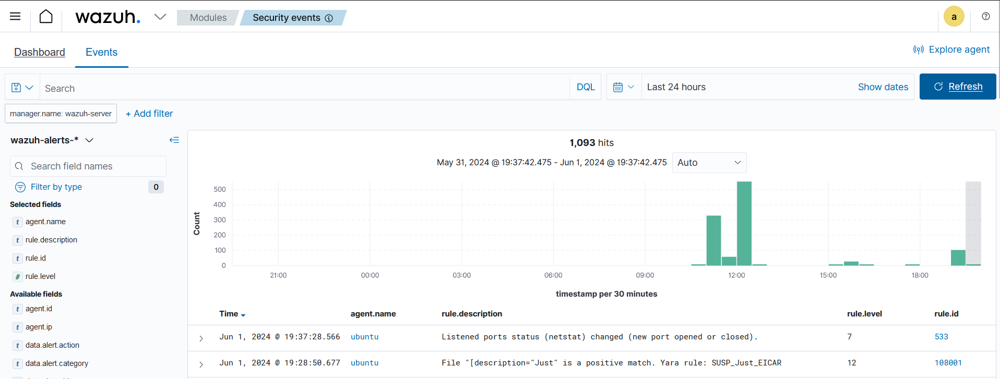 wazuh. Modules Security events a
Dashboard Events Explore agent
Search DQL Last 24 hours Show dates Refresh
manager.name: wazuh-server + Add filter
wazuh-alerts-*
Search field names
Filter by type 0
Selected fields
t agent.name
t rule.description
t rule.id
# rule.level
Available fields
t agent.id
t agent.ip
t data.alert.action
t data.alert.category
1,093 hits
May 31, 2024 @ 19:37:42.475 - Jun 1, 2024 @ 19:37:42.475 Auto
Count
500
400
300
200
100
0
21:00 00:00 03:00 06:00 09:00 12:00 15:00 18:00
timestamp per 30 minutes
Time agent.name rule.description rule.level rule.id
Jun 1, 2024 @ 19:37:28.566 ubuntu Listened ports status (netstat) changed (new port opened or closed). 7 533
Jun 1, 2024 @ 19:28:50.677 ubuntu File "[description="Just" is a positive match. Yara rule: SUSP_Just_EICAR 12 108001